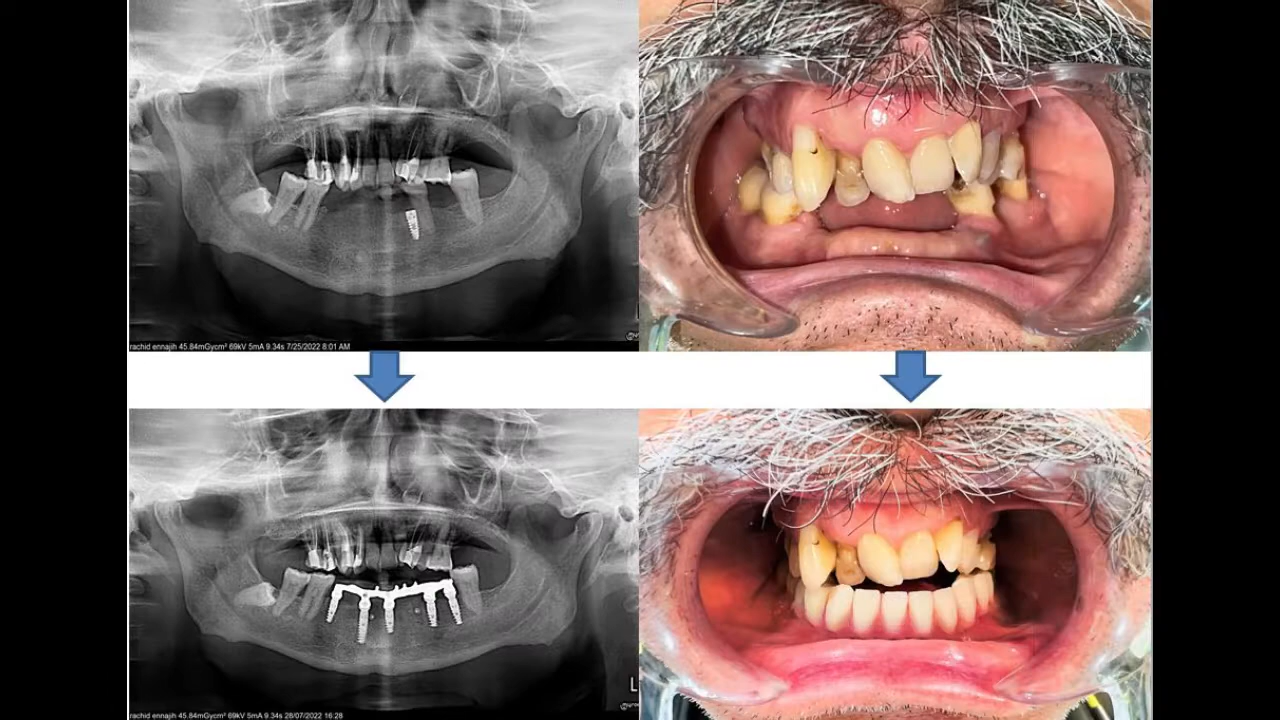 rachid ennajih 45.84mGycm² 69kV 5mA 9.34s 7/25/2022 8:01 AM
L
rachid ennajih 45.84mGycm² 69kV 5mA 9.34s 28/07/2022 16:28